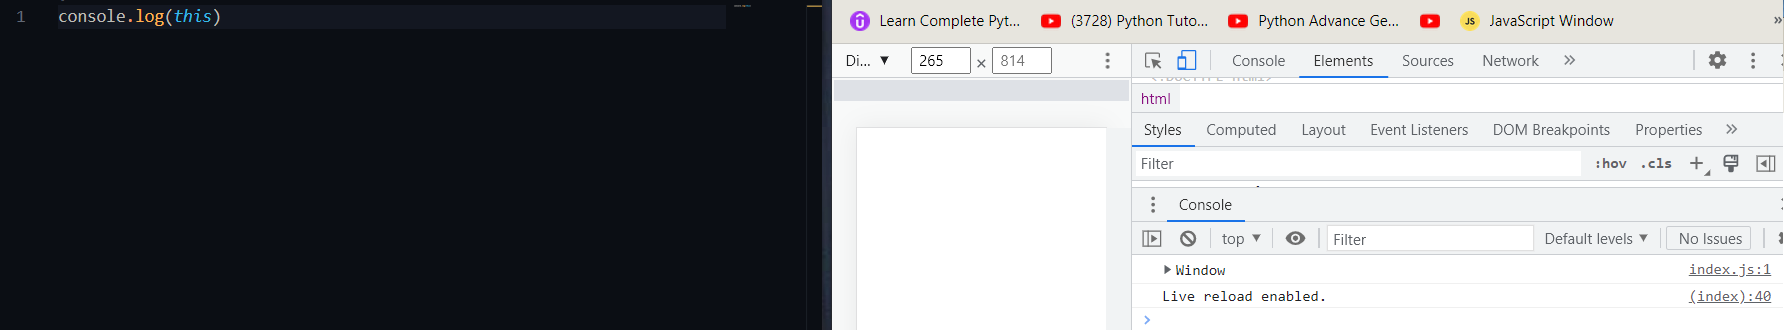 1 console.log(this)
Learn Complete Pyt... (3728) Python Tuto... Python Advance Ge... JS JavaScript Window »
Di... ▼ 265 × 814
Console Elements Sources Network »
html
Styles Computed Layout Event Listeners DOM Breakpoints Properties »
Filter :hov .cls +
Console
top ▼ Filter Default levels ▼ No Issues
▶ Window index.js:1
Live reload enabled. (index):40
›